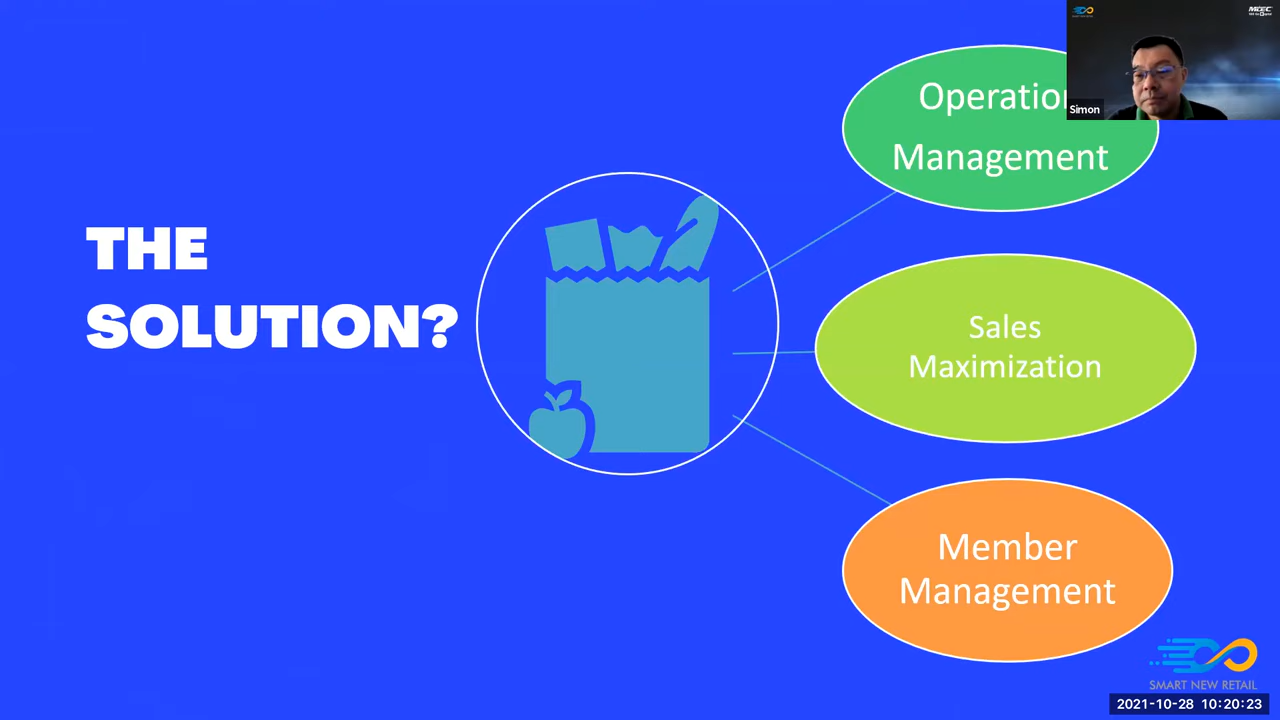 THE
SOLUTION?
Operation
Management
Sales
Maximization
Member
Management
Simon
SMART NEW RETAIL
2021-10-28 10:20:23